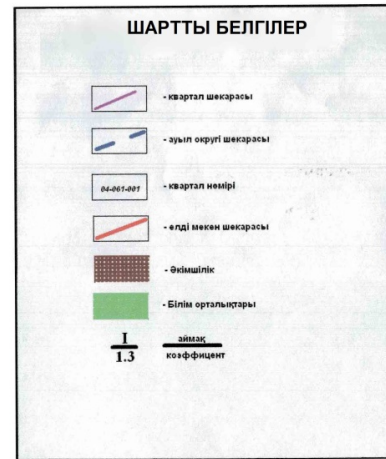 ШАРТТЫ БЕЛГІЛЕР
- квартал шекарасы
- ауыл округі шекарасы
04-061-001 - квартал нөмірі
- елді мекен шекарасы
- Әкімшілік
- Білім орталықтары
I аймақ
1.3 коэффицент